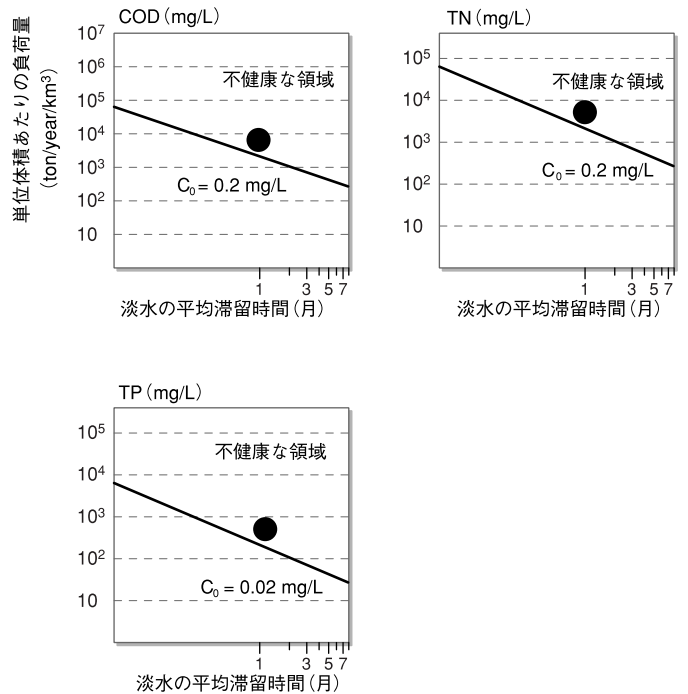 COD（mg/L）
単位体積あたりの負荷量
（ton/year/km³）
10⁷
10⁶
10⁵
10⁴
10³
10²
10
不健康な領域
C₀ = 0.2 mg/L
1 3 5 7
淡水の平均滞留時間（月）
TN（mg/L）
10⁵
10⁴
10³
10²
10
不健康な領域
C₀ = 0.2 mg/L
1 3 5 7
淡水の平均滞留時間（月）
TP（mg/L）
10⁵
10⁴
10³
10²
10
不健康な領域
C₀ = 0.02 mg/L
1 3 5 7
淡水の平均滞留時間（月）